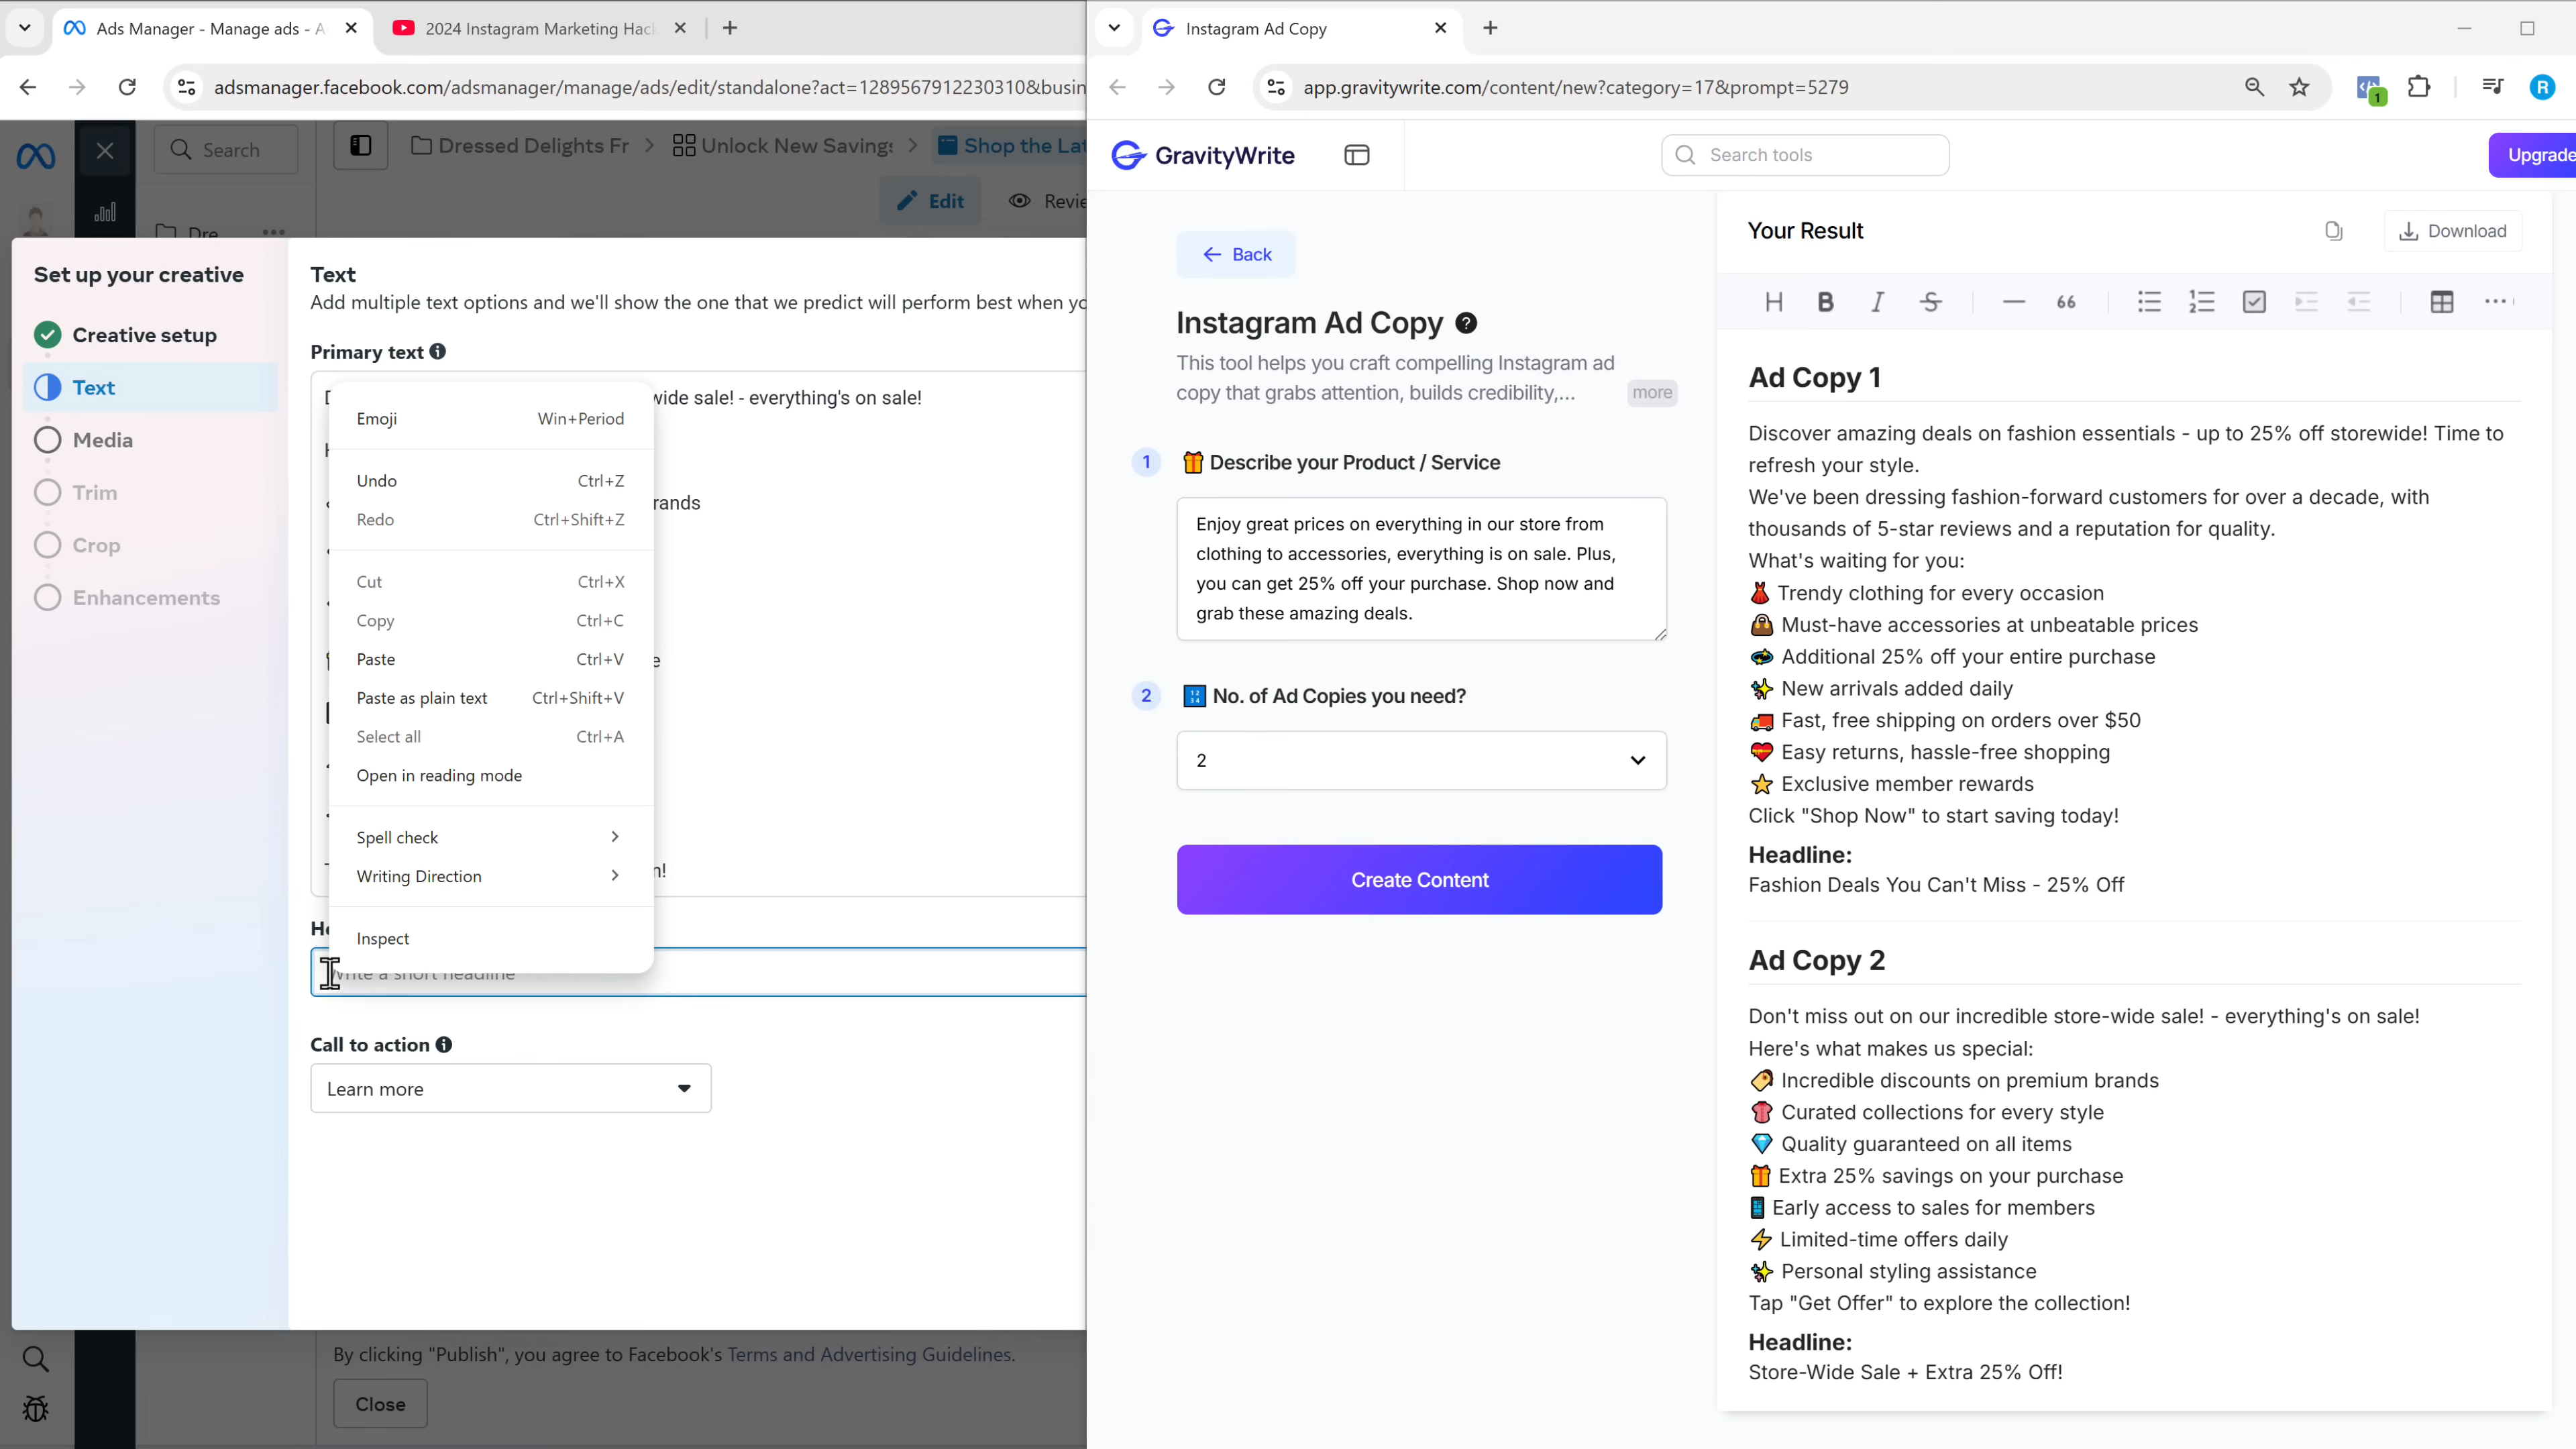 Ads Manager - Manage ads - A
2024 Instagram Marketing Hac
adsmanager.facebook.com/adsmanager/manage/ads/edit/standalone?act=1289567912230310&busin
Search
Dressed Delights Fr
Unlock New Savings
Shop the Lat
Edit
Revie
Dre
Set up your creative
Creative setup
Text
Media
Trim
Crop
Enhancements
Text
Add multiple text options and we'll show the one that we predict will perform best when yo
Primary text
wide sale! - everything's on sale!
rands
e
n!
Emoji Win+Period
Undo Ctrl+Z
Redo Ctrl+Shift+Z
Cut Ctrl+X
Copy Ctrl+C
Paste Ctrl+V
Paste as plain text Ctrl+Shift+V
Select all Ctrl+A
Open in reading mode
Spell check
Writing Direction
Inspect
He
Write a short headline
Call to action
Learn more
By clicking "Publish", you agree to Facebook's Terms and Advertising Guidelines.
Close
Instagram Ad Copy
app.gravitywrite.com/content/new?category=17&prompt=5279
1
R
GravityWrite
Search tools
Upgrade
Back
Instagram Ad Copy
This tool helps you craft compelling Instagram ad
copy that grabs attention, builds credibility,...
more
1 🎁 Describe your Product / Service
Enjoy great prices on everything in our store from
clothing to accessories, everything is on sale. Plus,
you can get 25% off your purchase. Shop now and
grab these amazing deals.
2 🔢 No. of Ad Copies you need?
2
Create Content
Your Result
Download
Ad Copy 1
Discover amazing deals on fashion essentials - up to 25% off storewide! Time to
refresh your style.
We've been dressing fashion-forward customers for over a decade, with
thousands of 5-star reviews and a reputation for quality.
What's waiting for you:
👗 Trendy clothing for every occasion
👜 Must-have accessories at unbeatable prices
💫 Additional 25% off your entire purchase
✨ New arrivals added daily
🚚 Fast, free shipping on orders over $50
💝 Easy returns, hassle-free shopping
⭐ Exclusive member rewards
Click "Shop Now" to start saving today!
Headline:
Fashion Deals You Can't Miss - 25% Off
Ad Copy 2
Don't miss out on our incredible store-wide sale! - everything's on sale!
Here's what makes us special:
🏷️ Incredible discounts on premium brands
👚 Curated collections for every style
💎 Quality guaranteed on all items
🎁 Extra 25% savings on your purchase
📱 Early access to sales for members
⚡ Limited-time offers daily
✨ Personal styling assistance
Tap "Get Offer" to explore the collection!
Headline:
Store-Wide Sale + Extra 25% Off!